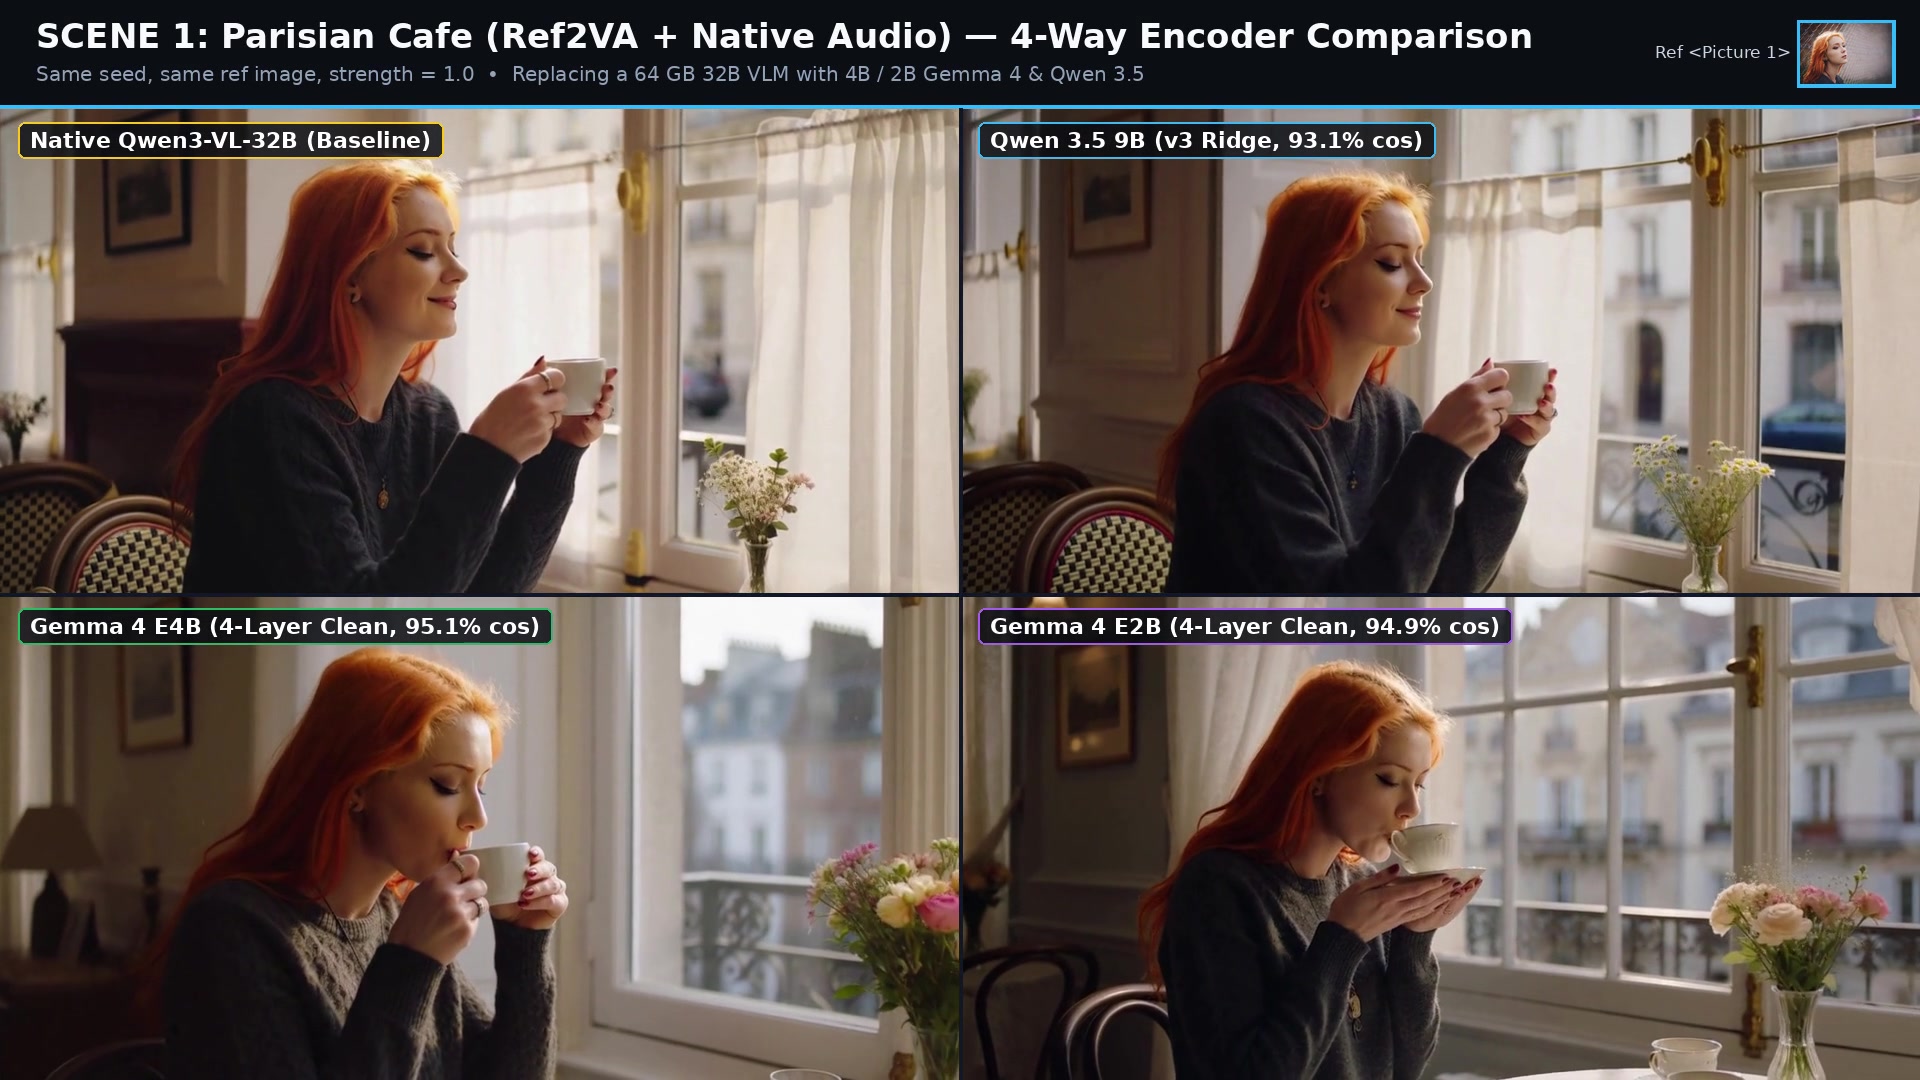 SCENE 1: Parisian Cafe (Ref2VA + Native Audio) — 4-Way Encoder Comparison
Same seed, same ref image, strength = 1.0 • Replacing a 64 GB 32B VLM with 4B / 2B Gemma 4 & Qwen 3.5
Ref <Picture 1>
Native Qwen3-VL-32B (Baseline)
Qwen 3.5 9B (v3 Ridge, 93.1% cos)
Gemma 4 E4B (4-Layer Clean, 95.1% cos)
Gemma 4 E2B (4-Layer Clean, 94.9% cos)